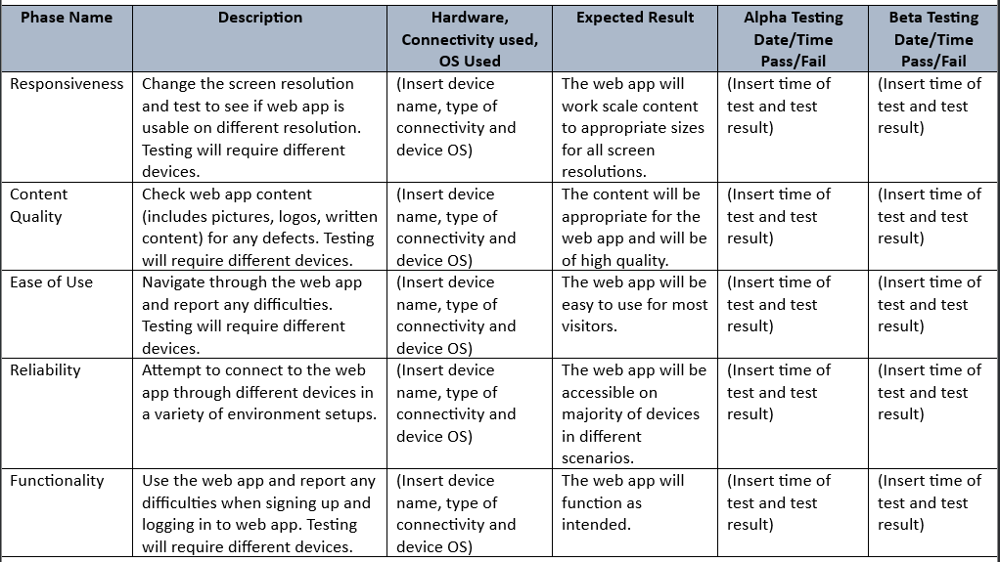 Phase Name
Description
Hardware,
Connectivity used,
OS Used
Expected Result
Alpha Testing
Date/Time
Pass/Fail
Beta Testing
Date/Time
Pass/Fail
Responsiveness
Change the screen resolution
and test to see if web app is
usable on different resolution.
Testing will require different
devices.
(Insert device
name, type of
connectivity and
device OS)
The web app will
work scale content
to appropriate sizes
for all screen
resolutions.
(Insert time of
test and test
result)
(Insert time of
test and test
result)
Content
Quality
Check web app content
(includes pictures, logos, written
content) for any defects. Testing
will require different devices.
(Insert device
name, type of
connectivity and
device OS)
The content will be
appropriate for the
web app and will be
of high quality.
(Insert time of
test and test
result)
(Insert time of
test and test
result)
Ease of Use
Navigate through the web app
and report any difficulties.
Testing will require different
devices.
(Insert device
name, type of
connectivity and
device OS)
The web app will be
easy to use for most
visitors.
(Insert time of
test and test
result)
(Insert time of
test and test
result)
Reliability
Attempt to connect to the web
app through different devices in
a variety of environment setups.
(Insert device
name, type of
connectivity and
device OS)
The web app will be
accessible on
majority of devices
in different
scenarios.
(Insert time of
test and test
result)
(Insert time of
test and test
result)
Functionality
Use the web app and report any
difficulties when signing up and
logging in to web app. Testing
will require different devices.
(Insert device
name, type of
connectivity and
device OS)
The web app will
function as
intended.
(Insert time of
test and test
result)
(Insert time of
test and test
result)